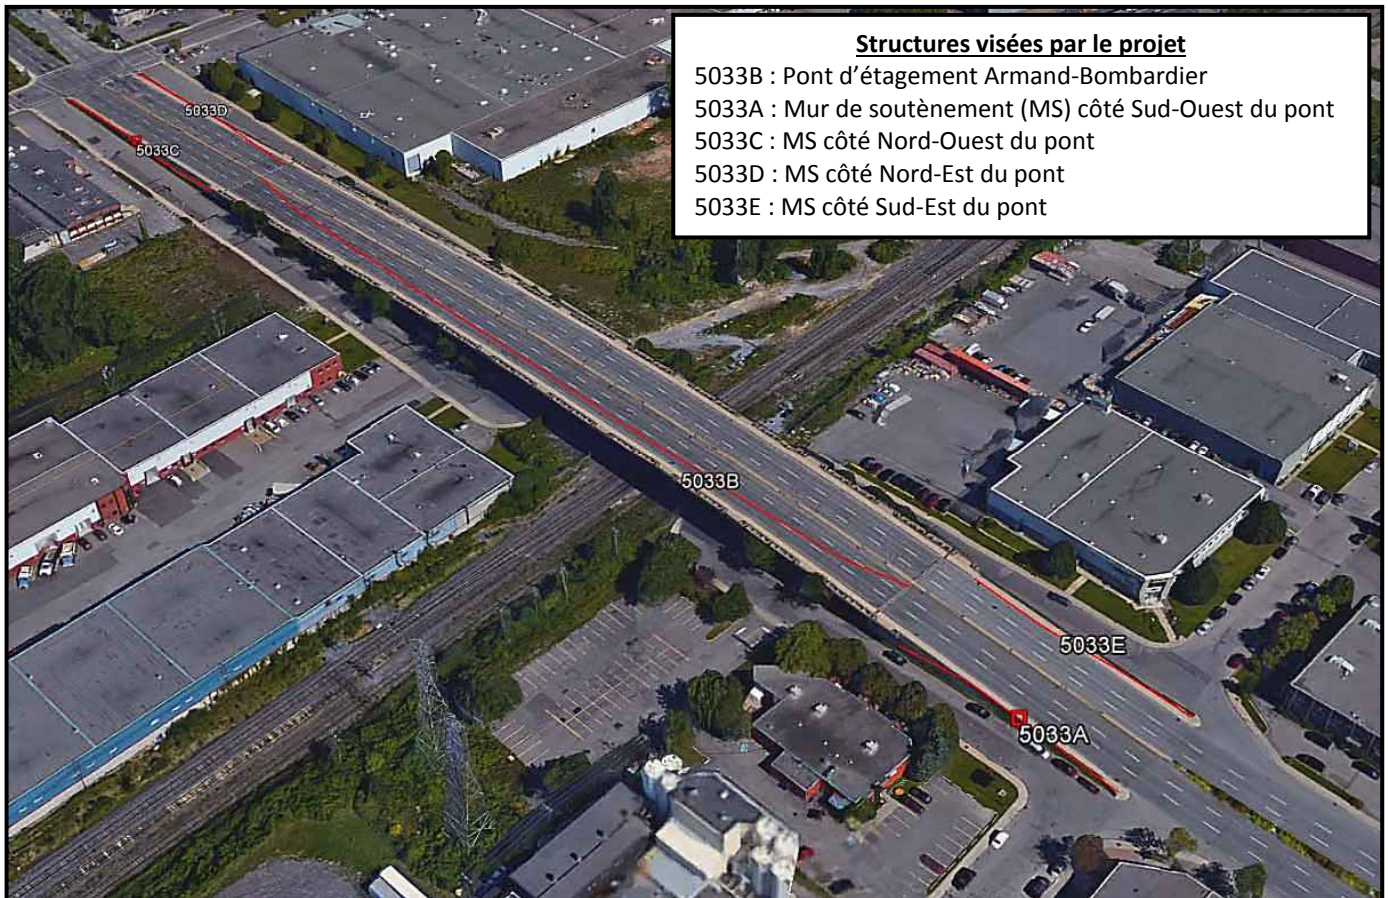 Structures visées par le projet
5033B : Pont d'étagement Armand-Bombardier
5033A : Mur de soutènement (MS) côté Sud-Ouest du pont
5033C : MS côté Nord-Ouest du pont
5033D : MS côté Nord-Est du pont
5033E : MS côté Sud-Est du pont
5033D
5033C
5033B
5033E
5033A